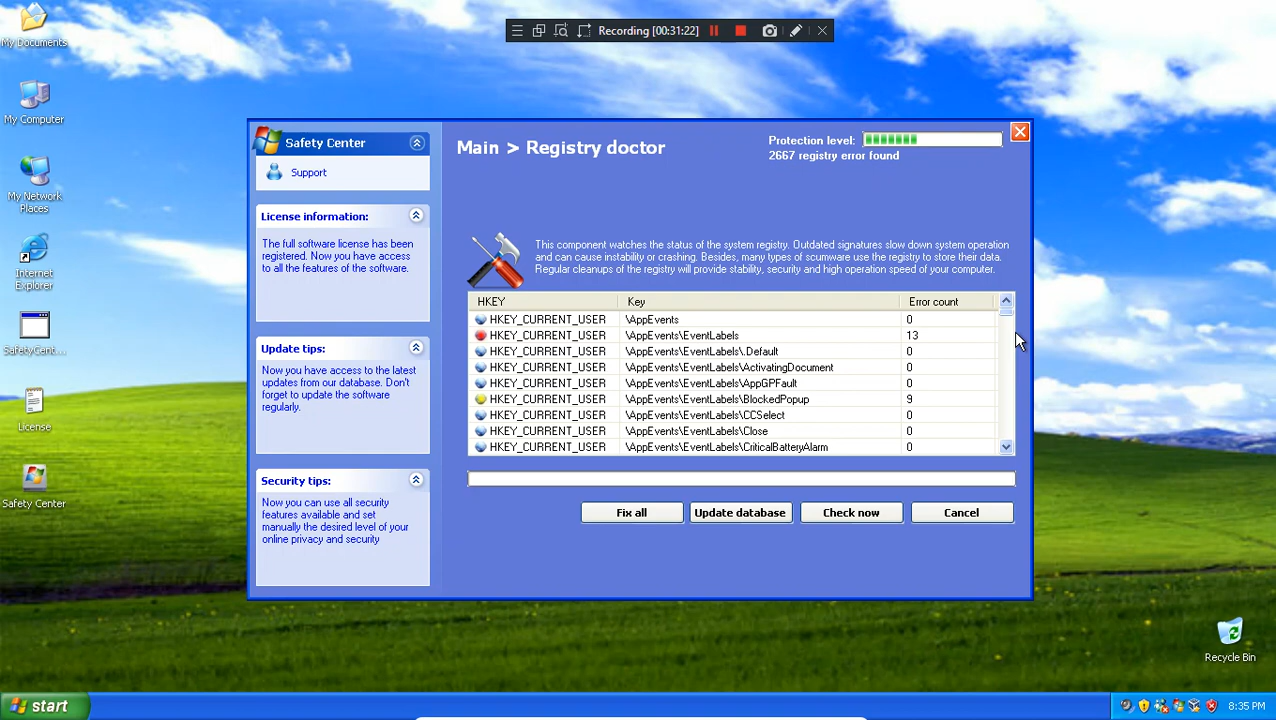 Recording [00:31:22]
My Documents
My Computer
My Network
Places
Internet
Explorer
SafetyCent...
License
Safety Center
Safety Center
Support
License information:
The full software license has been
registered. Now you have access
to all the features of the software.
Update tips:
Now you have access to the latest
updates from our database. Don't
forget to update the software
regularly.
Security tips:
Now you can use all security
features available and set
manually the desired level of your
online privacy and security
Main > Registry doctor
Protection level:
2667 registry error found
This component watches the status of the system registry. Outdated signatures slow down system operation
and can cause instability or crashing. Besides, many types of scumware use the registry to store their data.
Regular cleanups of the registry will provide stability, security and high operation speed of your computer.
HKEY Key Error count
HKEY_CURRENT_USER \AppEvents 0
HKEY_CURRENT_USER \AppEvents\EventLabels 13
HKEY_CURRENT_USER \AppEvents\EventLabels\.Default 0
HKEY_CURRENT_USER \AppEvents\EventLabels\ActivatingDocument 0
HKEY_CURRENT_USER \AppEvents\EventLabels\AppGPFault 0
HKEY_CURRENT_USER \AppEvents\EventLabels\BlockedPopup 9
HKEY_CURRENT_USER \AppEvents\EventLabels\CCSelect 0
HKEY_CURRENT_USER \AppEvents\EventLabels\Close 0
HKEY_CURRENT_USER \AppEvents\EventLabels\CriticalBatteryAlarm 0
Fix all Update database Check now Cancel
Recycle Bin
start
8:35 PM